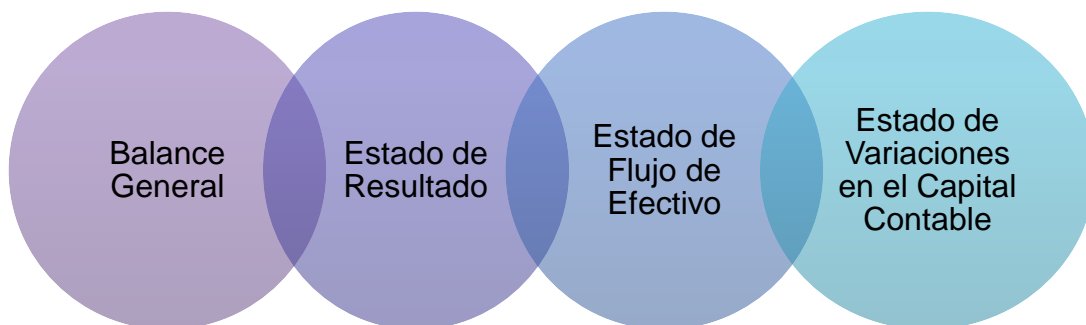 Balance
General
Estado de
Resultado
Estado de
Flujo de
Efectivo
Estado de
Variaciones
en el Capital
Contable